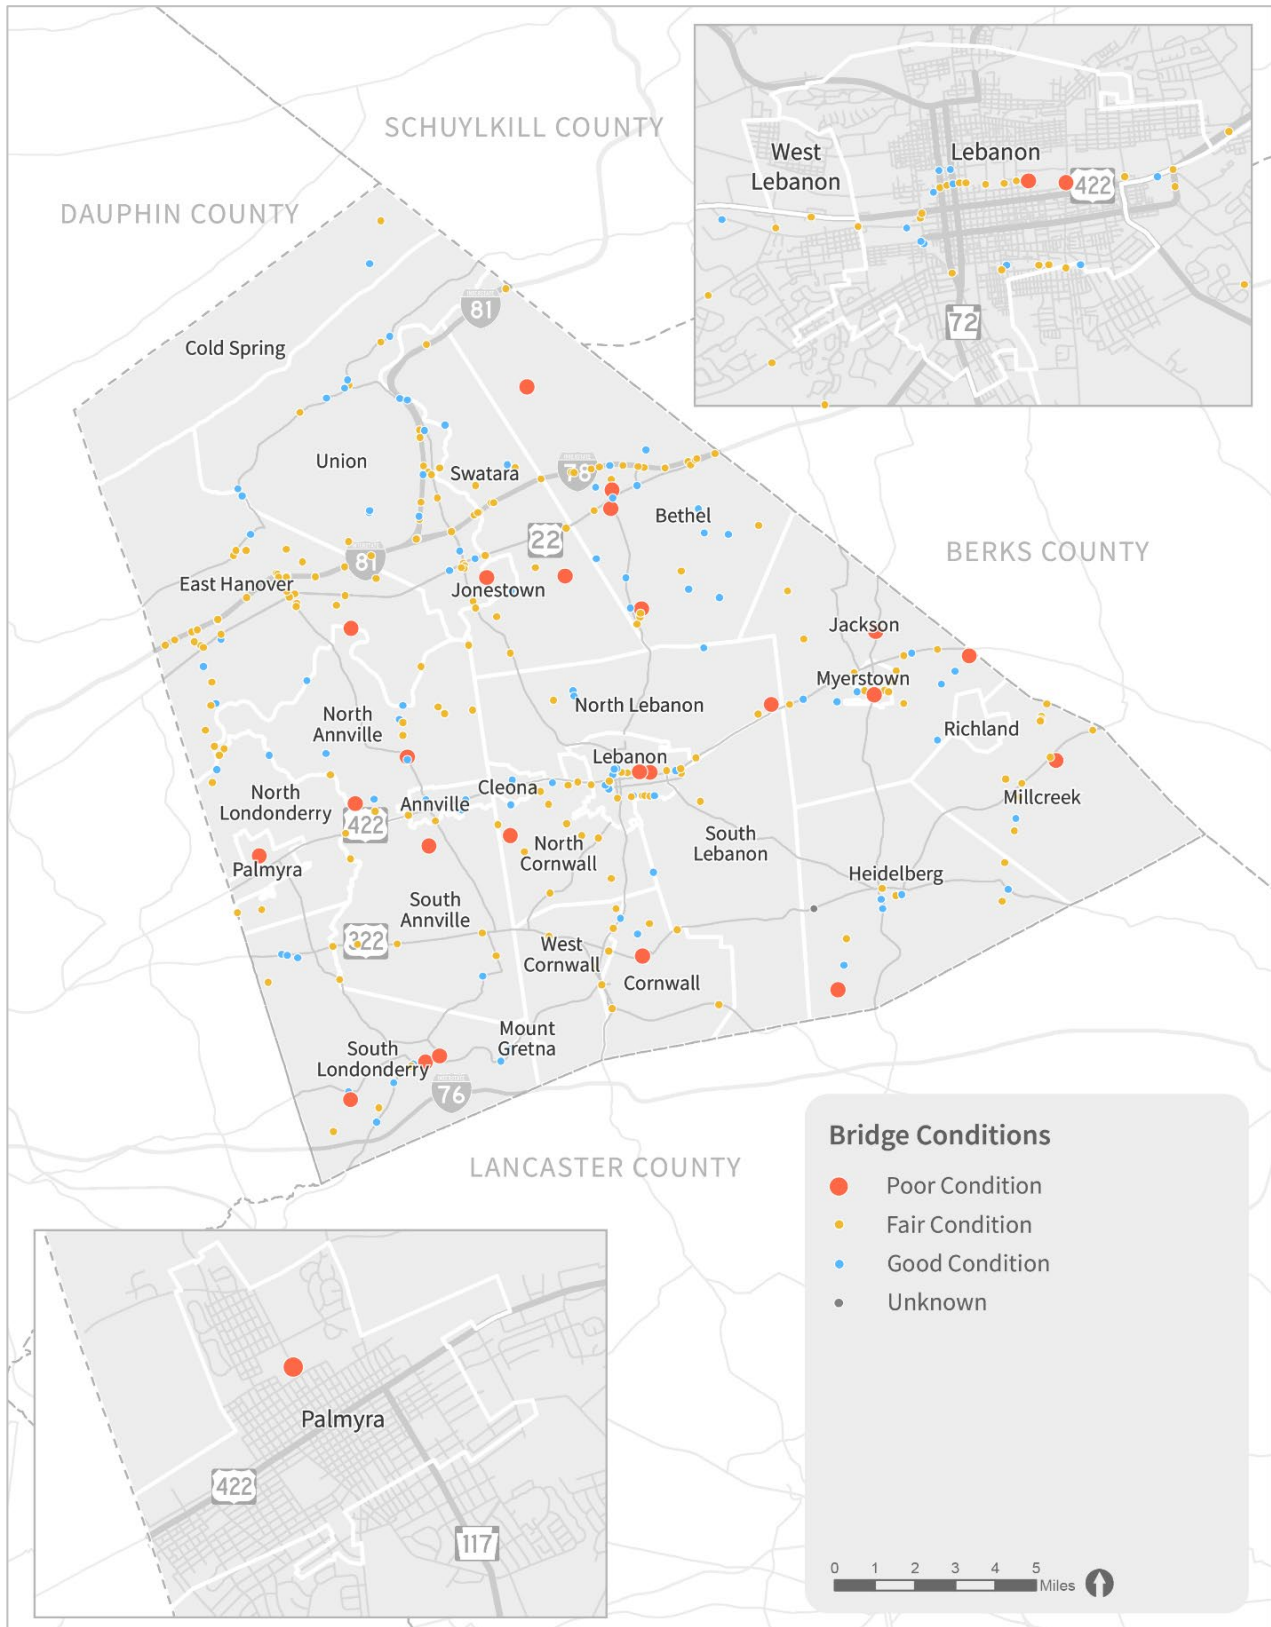 SCHUYLKILL COUNTY
DAUPHIN COUNTY
West
Lebanon
Lebanon
422
72
81
Cold Spring
Union
Swatara
78
Bethel
22
81
BERKS COUNTY
East Hanover
Jonestown
Jackson
Myerstown
North Lebanon
North
Annville
Richland
Lebanon
Cleona
North
Londonderry
Annville
Millcreek
422
South
Lebanon
North
Cornwall
Palmyra
Heidelberg
South
Annville
322
West
Cornwall
Cornwall
Mount
Gretna
South
Londonderry
76
LANCASTER COUNTY
Bridge Conditions
Poor Condition
Fair Condition
Good Condition
Unknown
0 1 2 3 4 5
Miles
Palmyra
422
117